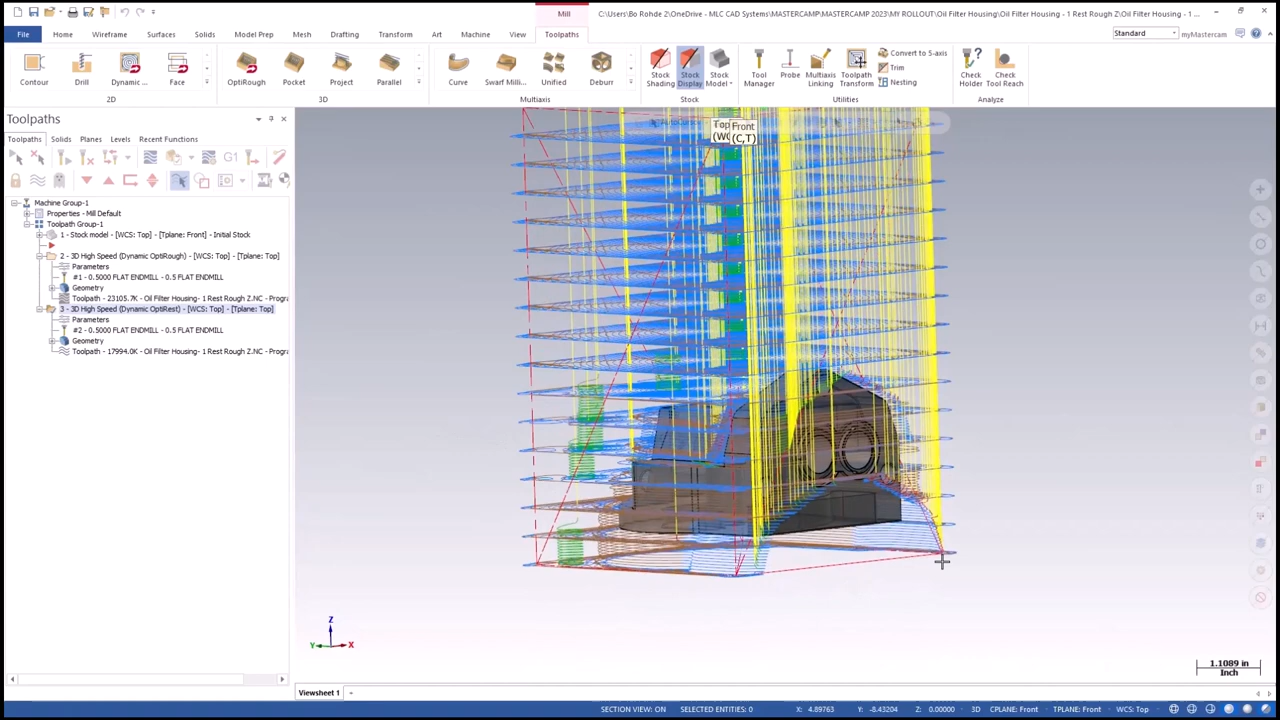 Mill
C:\Users\Bo Rohde 2\OneDrive - MLC CAD Systems\MASTERCAMP\MASTERCAMP 2023\MY ROLLOUT\Oil Filter Housing\Oil Filter Housing - 1 Rest Rough Z\Oil Filter Housing - 1 ...
File
Home
Wireframe
Surfaces
Solids
Model Prep
Mesh
Drafting
Transform
Art
Machine
View
Toolpaths
Standard
myMastercam
Contour
Drill
Dynamic ...
Face
2D
OptiRough
Pocket
Project
Parallel
3D
Curve
Swarf Milli...
Unified
Deburr
Multiaxis
Stock Shading
Stock Display
Stock Model
Stock
Tool Manager
Probe
Multiaxis Linking
Toolpath Transform
Convert to 5-axis
Trim
Nesting
Utilities
Check Holder
Check Tool Reach
Analyze
Toolpaths
Toolpaths
Solids
Planes
Levels
Recent Functions
G1
Machine Group-1
Properties - Mill Default
Toolpath Group-1
1 - Stock model - [WCS: Top] - [Tplane: Front] - Initial Stock
2 - 3D High Speed (Dynamic OptiRough) - [WCS: Top] - [Tplane: Top]
Parameters
#1 - 0.5000 FLAT ENDMILL - 0.5 FLAT ENDMILL
Geometry
Toolpath - 23105.7K - Oil Filter Housing- 1 Rest Rough Z.NC - Progra
3 - 3D High Speed (Dynamic OptiRest) - [WCS: Top] - [Tplane: Top]
Parameters
#2 - 0.5000 FLAT ENDMILL - 0.5 FLAT ENDMILL
Geometry
Toolpath - 17994.0K - Oil Filter Housing- 1 Rest Rough Z.NC - Progra
Top Front
(WC (C,T)
Z
Y X
1.1089 in
Inch
Viewsheet 1
SECTION VIEW: ON
SELECTED ENTITIES: 0
X: 4.89763
Y: -8.43204
Z: 0.00000
3D
CPLANE: Front
TPLANE: Front
WCS: Top